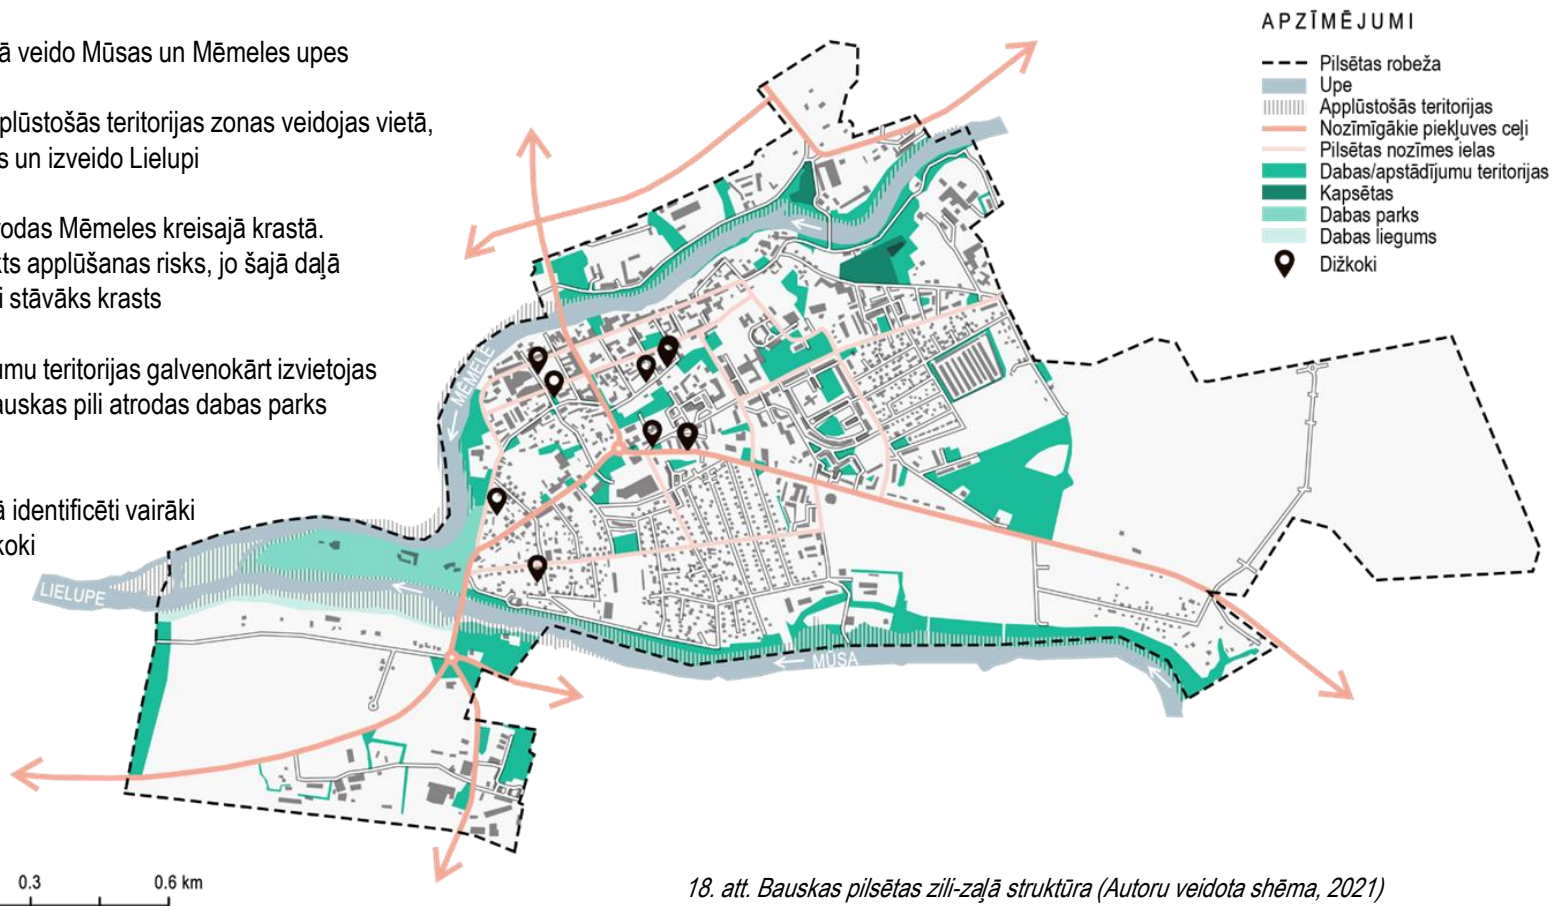 ā veido Mūsas un Mēmeles upes
plūstošās teritorijas zonas veidojas vietā,
s un izveido Lielupi
rodas Mēmeles kreisajā krastā.
kts applūšanas risks, jo šajā daļā
i stāvāks krasts
umu teritorijas galvenokārt izvietojas
auskas pili atrodas dabas parks
ā identificēti vairāki
koki
APZĪMĒJUMI
Pilsētas robeža
Upe
Applūstošās teritorijas
Nozīmīgākie piekļuves ceļi
Pilsētas nozīmes ielas
Dabas/apstādījumu teritorijas
Kapsētas
Dabas parks
Dabas liegums
Dižkoki
MĒMELE
LIELUPE
MŪSA
0.3
0.6 km
18. att. Bauskas pilsētas zili-zaļā struktūra (Autoru veidota shēma, 2021)